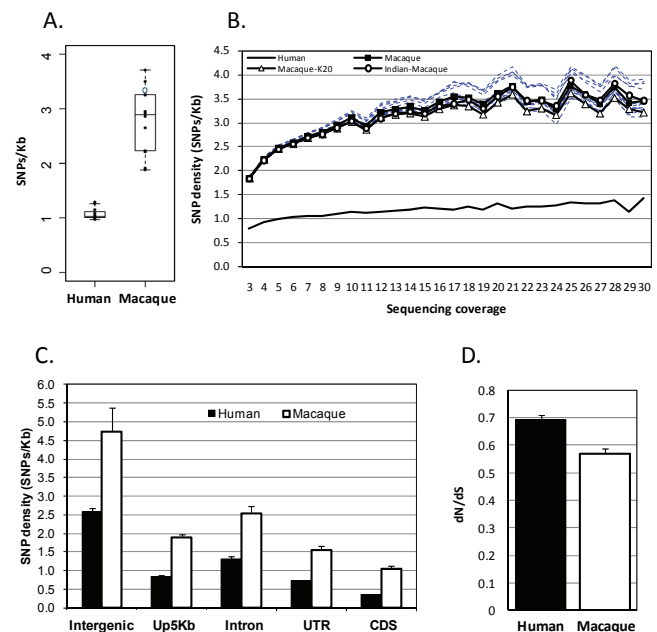 A.
SNPs/Kb
4
3
2
1
0
Human Macaque
B.
SNP density (SNPs/Kb)
4.5
4.0
3.5
3.0
2.5
2.0
1.5
1.0
0.5
0.0
Human Macaque
Macaque-K20 Indian-Macaque
3 4 5 6 7 8 9 10 11 12 13 14 15 16 17 18 19 20 21 22 23 24 25 26 27 28 29 30
Sequencing coverage
C.
SNP density (SNPs/Kb)
6.0
5.5
5.0
4.5
4.0
3.5
3.0
2.5
2.0
1.5
1.0
0.5
0.0
Human Macaque
Intergenic Up5Kb Intron UTR CDS
D.
dN/dS
0.8
0.7
0.6
0.5
0.4
0.3
0.2
0.1
0
Human Macaque